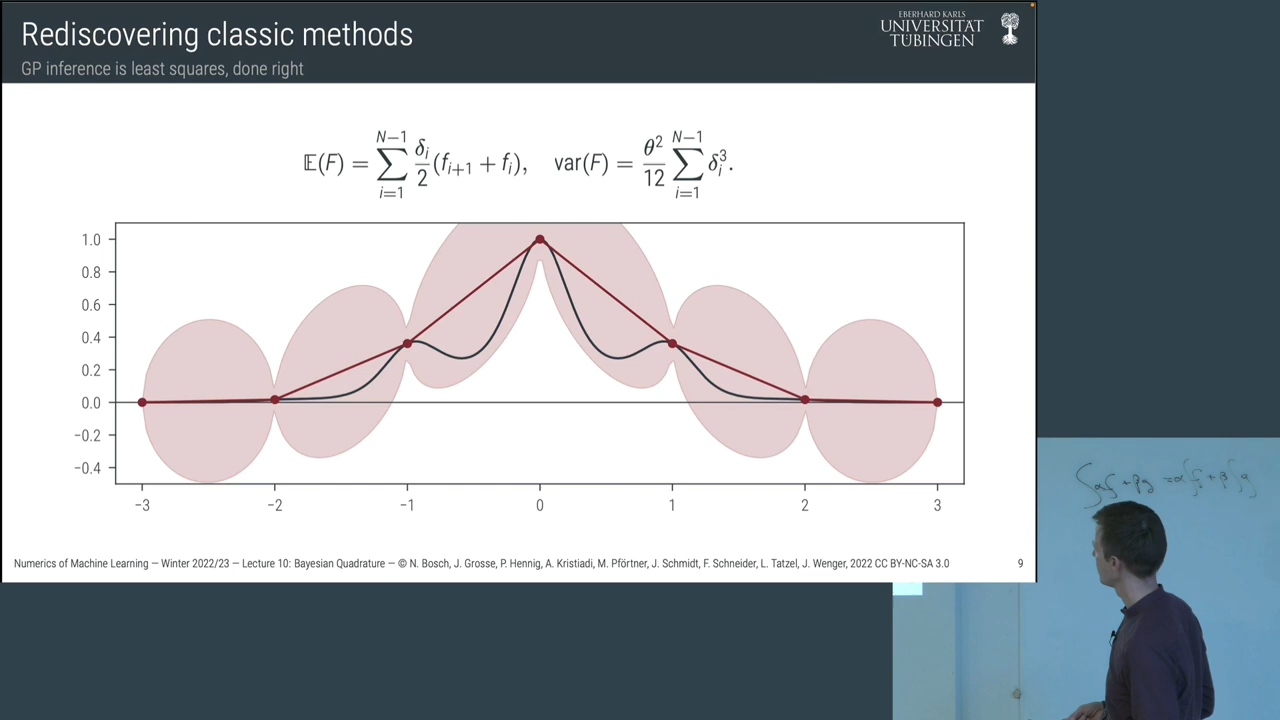 Rediscovering classic methods
GP inference is least squares, done right
EBERHARD KARLS
UNIVERSITÄT
TÜBINGEN
𝔼(F) = ∑_{i=1}^{N−1} δ_i/2 (f_{i+1} + f_i), var(F) = θ²/12 ∑_{i=1}^{N−1} δ_i³.
1.0
0.8
0.6
0.4
0.2
0.0
−0.2
−0.4
−3 −2 −1 0 1 2 3
Numerics of Machine Learning — Winter 2022/23 — Lecture 10: Bayesian Quadrature — © N. Bosch, J. Grosse, P. Hennig, A. Kristiadi, M. Pförtner, J. Schmidt, F. Schneider, L. Tatzel, J. Wenger, 2022 CC BY-NC-SA 3.0 9
∫αf + βg = α∫f + β∫g